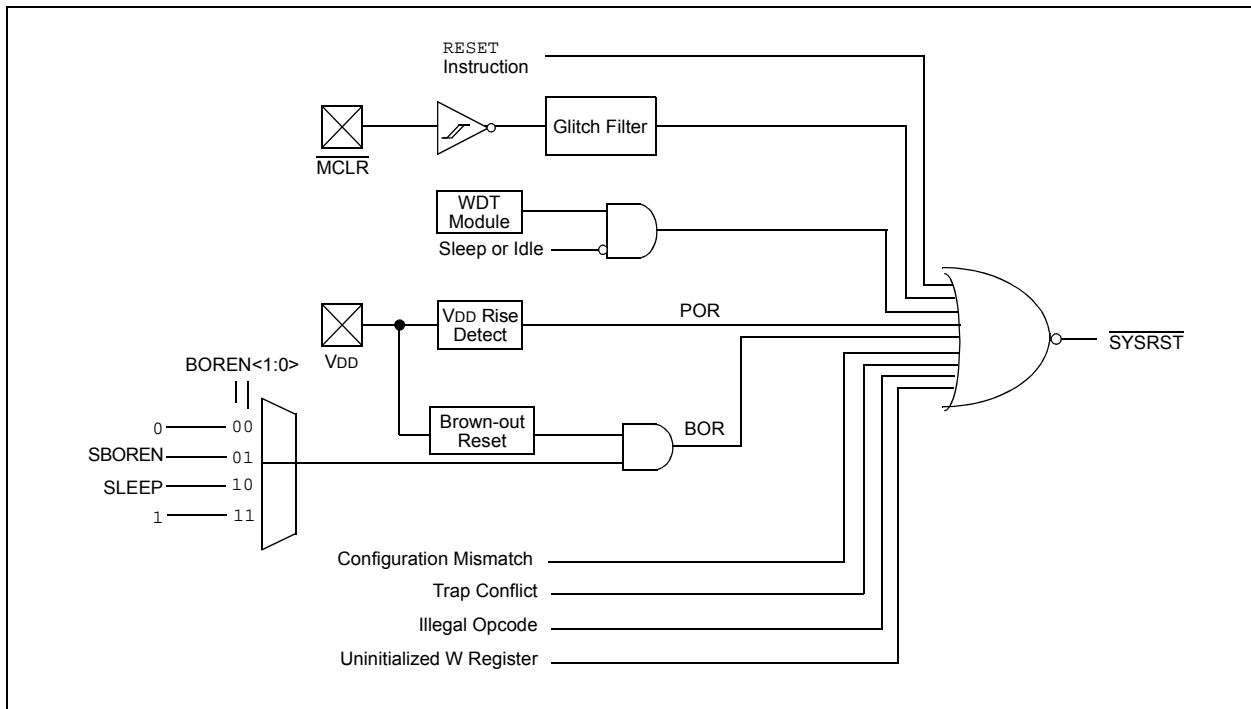 RESET
Instruction
Glitch Filter
MCLR
WDT
Module
Sleep or Idle
VDD Rise
Detect
POR
VDD
SYSRST
BOREN<1:0>
0
00
Brown-out
Reset
BOR
SBOREN
01
SLEEP
10
1
11
Configuration Mismatch
Trap Conflict
Illegal Opcode
Uninitialized W Register